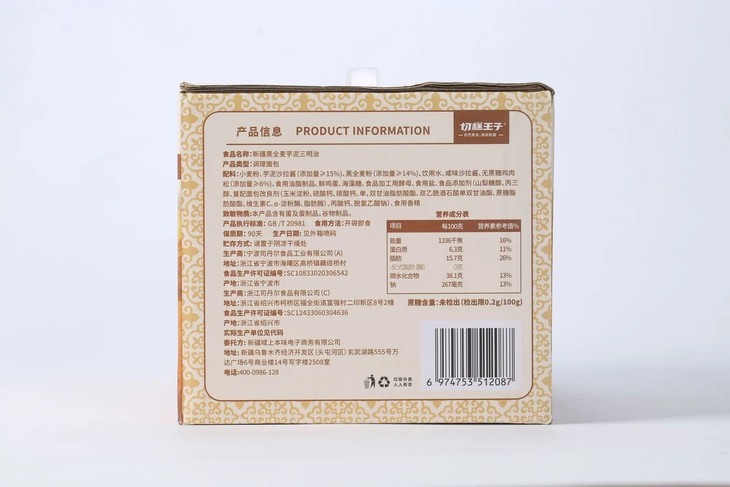 产品信息 PRODUCT INFORMATION
切糕王子
食品名称:新疆黑全麦芋泥三明治
产品类型:调理面包
配料:小麦粉、芋泥沙拉酱(添加量≥15%)、黑全麦粉(添加量≥14%)、饮用水、咸味沙拉酱、无蔗糖鸡肉
松(添加量≥6%)、食用油脂制品、鲜鸡蛋、海藻糖、食品加工用酵母、食用盐、食品添加剂(山梨糖醇、丙三
醇、复配面包改良剂(玉米淀粉、硫酸钙、碳酸钙、单,双甘油脂肪酸酯、双乙酰酒石酸单双甘油酯、蔗糖脂
肪酸酯、维生素C、α-淀粉酶、脂肪酶)、丙酸钙、脱氢乙酸钠)、食用香精
致敏物质:本产品含有蛋及蛋制品、谷物制品。
产品执行标准:GB/T 20981 食用方法:开袋即食
保质期:90天 生产日期:见外箱喷码
贮存方式:请置于阴凉干燥处
生产商:宁波司丹尔食品工业有限公司(A)
地址:浙江省宁波市海曙区高桥镇藕缆桥村
食品生产许可证编号:SC10833020306542
产地:浙江省宁波市
生产商:浙江司丹尔食品有限公司(C)
地址:浙江省绍兴市柯桥区福全街道富强村二印新区8号2幢
食品生产许可证编号:SC12433060304636
产地:浙江省绍兴市
实际生产单位见代码
委托方:新疆域上本味电子商务有限公司
地址:新疆乌鲁木齐经济开发区(头屯河区)玄武湖路555号万
达广场6号商业楼14号写字楼2508室
电话:400-0986-128
营养成分表
项目 每100克 营养素参考值%
能量 1336千焦 16%
蛋白质 6.3克 11%
脂肪 15.7克 26%
-反式脂肪(酸) 0克
碳水化合物 38.1克 13%
钠 267毫克 13%
蔗糖含量:未检出(检出限0.2g/100g)
垃圾分类
人人有责
6 974753 512087